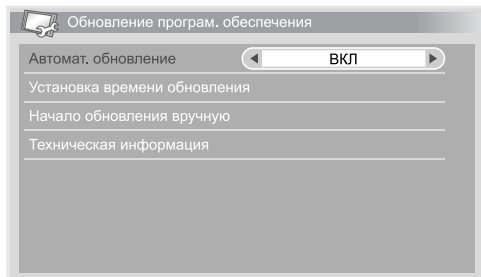 Обновление програм. обеспечения
Автомат. обновление ВКЛ
Установка времени обновления
Начало обновления вручную
Техническая информация